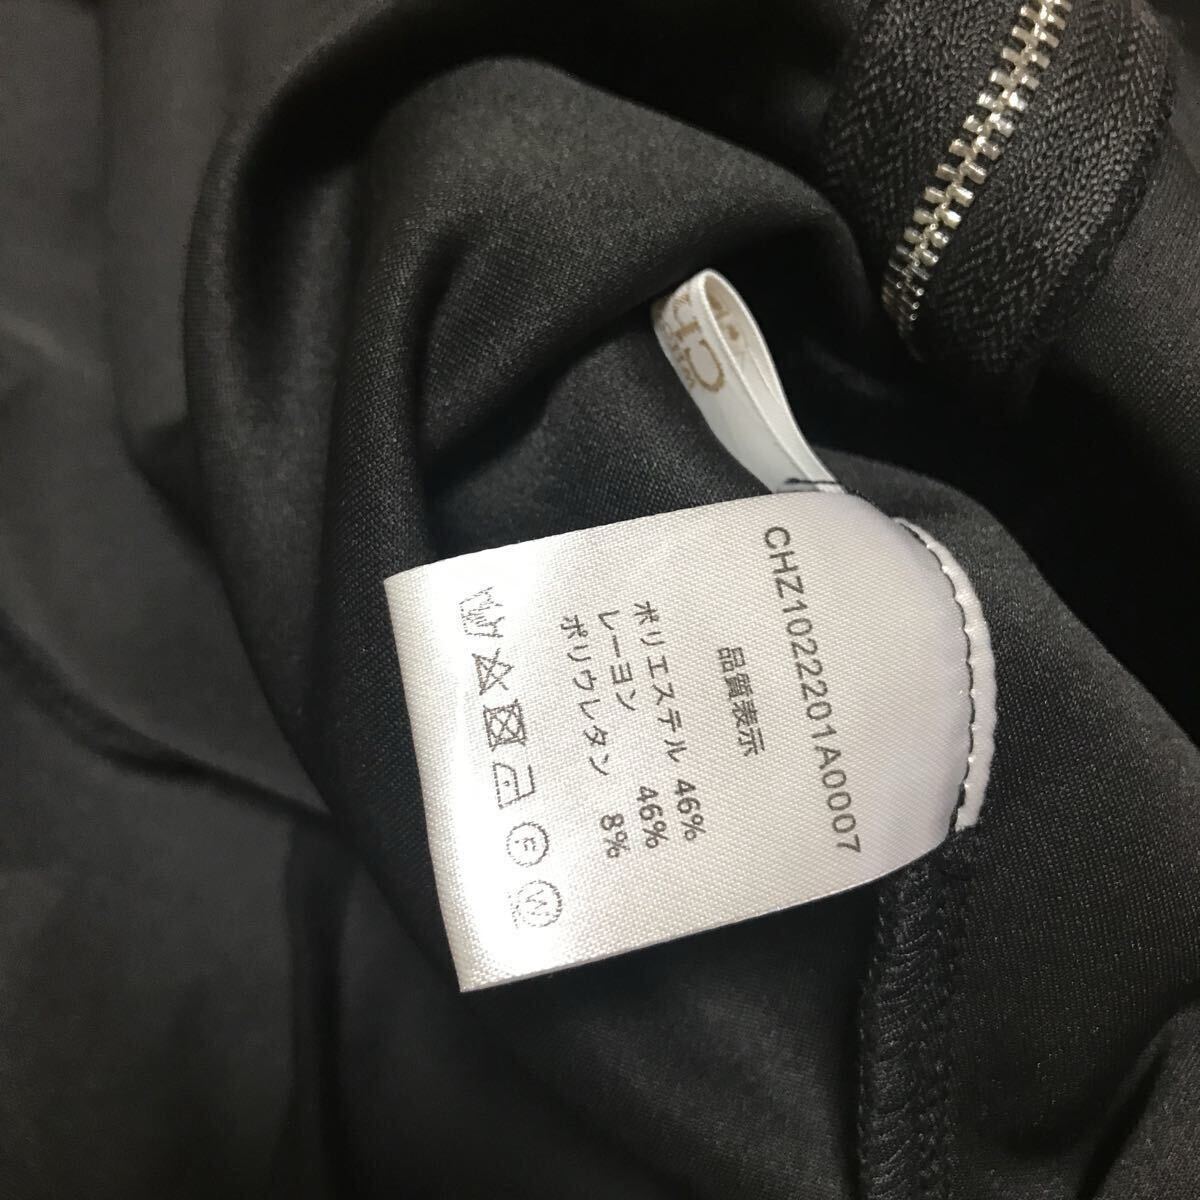 CHZ1022201A0007
品質表示
ポリエステル 46%
レーヨン 46%
ポリウレタン 8%
F W